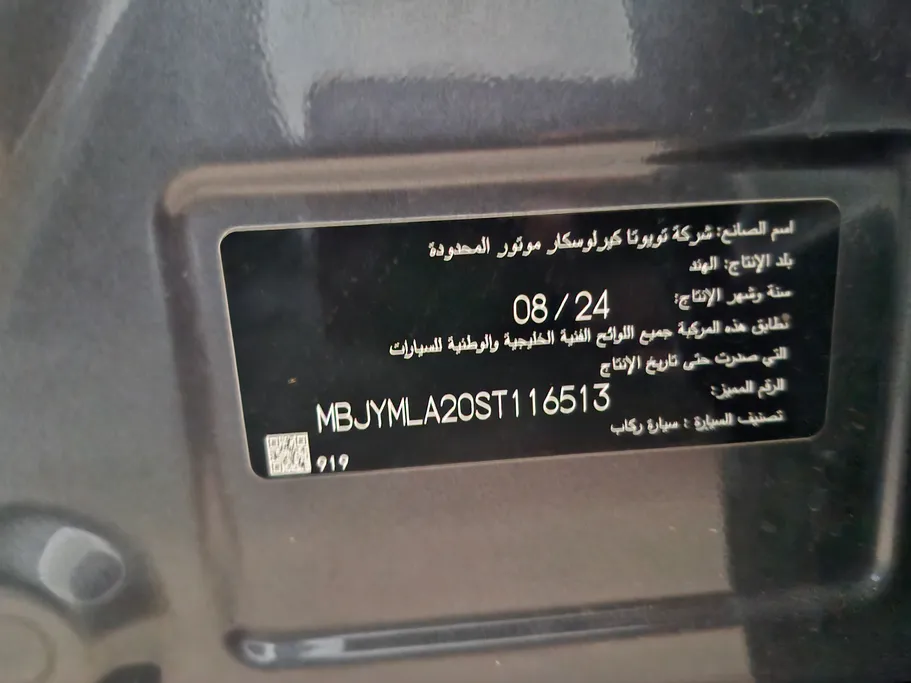 اسم الصانع: شركة تويوتا كيرلوسكار موتور المحدودة
بلد الإنتاج: الهند
سنة وشهر الإنتاج: 08/24
تطابق هذه المركبة جميع اللوائح الفنية الخليجية والوطنية للسيارات
التي صدرت حتى تاريخ الإنتاج
الرقم المميز: MBJYMLA20ST116513
تصنيف السيارة : سيارة ركاب
919